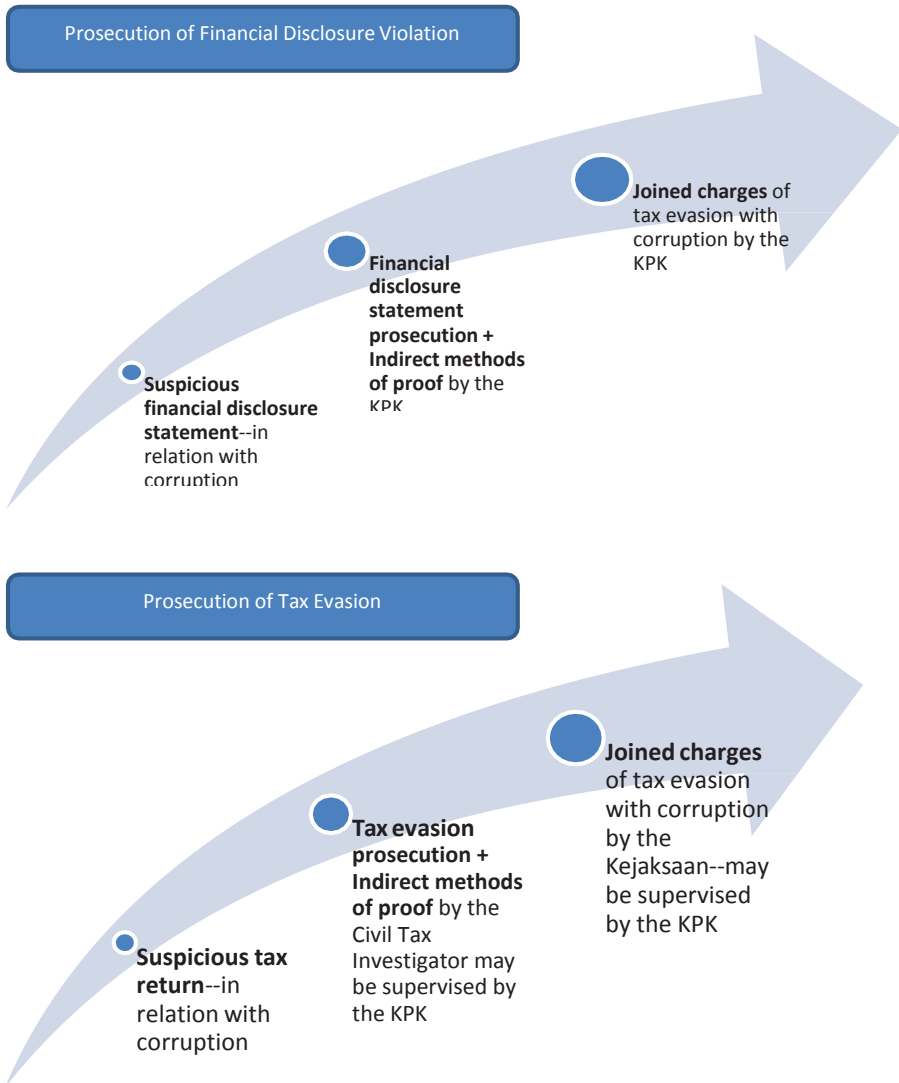 Prosecution of Financial Disclosure Violation
Joined charges of
tax evasion with
corruption by the
KPK
Financial
disclosure
statement
prosecution +
Indirect methods
of proof by the
KPK
Suspicious
financial disclosure
statement--in
relation with
corruption
Prosecution of Tax Evasion
Joined charges
of tax evasion
with corruption
by the
Kejaksaan--may
be supervised
by the KPK
Tax evasion
prosecution +
Indirect methods
of proof by the
Civil Tax
Investigator may
be supervised by
the KPK
Suspicious tax
return--in
relation with
corruption